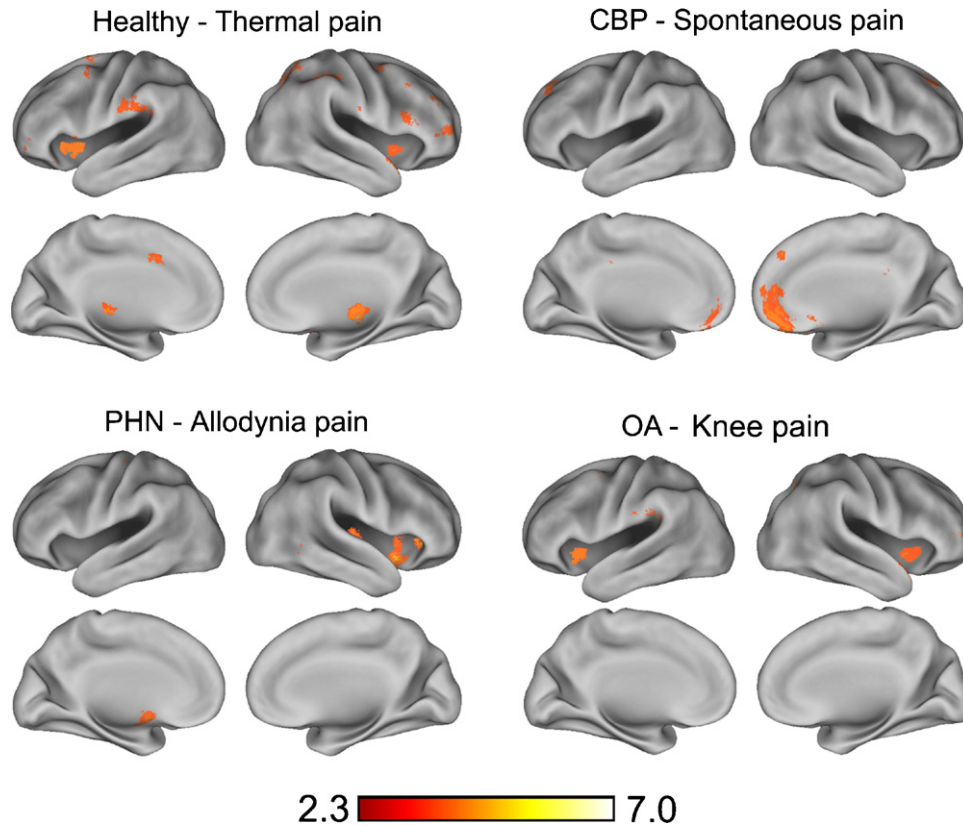 Healthy - Thermal pain
CBP - Spontaneous pain
PHN - Allodynia pain
OA - Knee pain
2.3
7.0